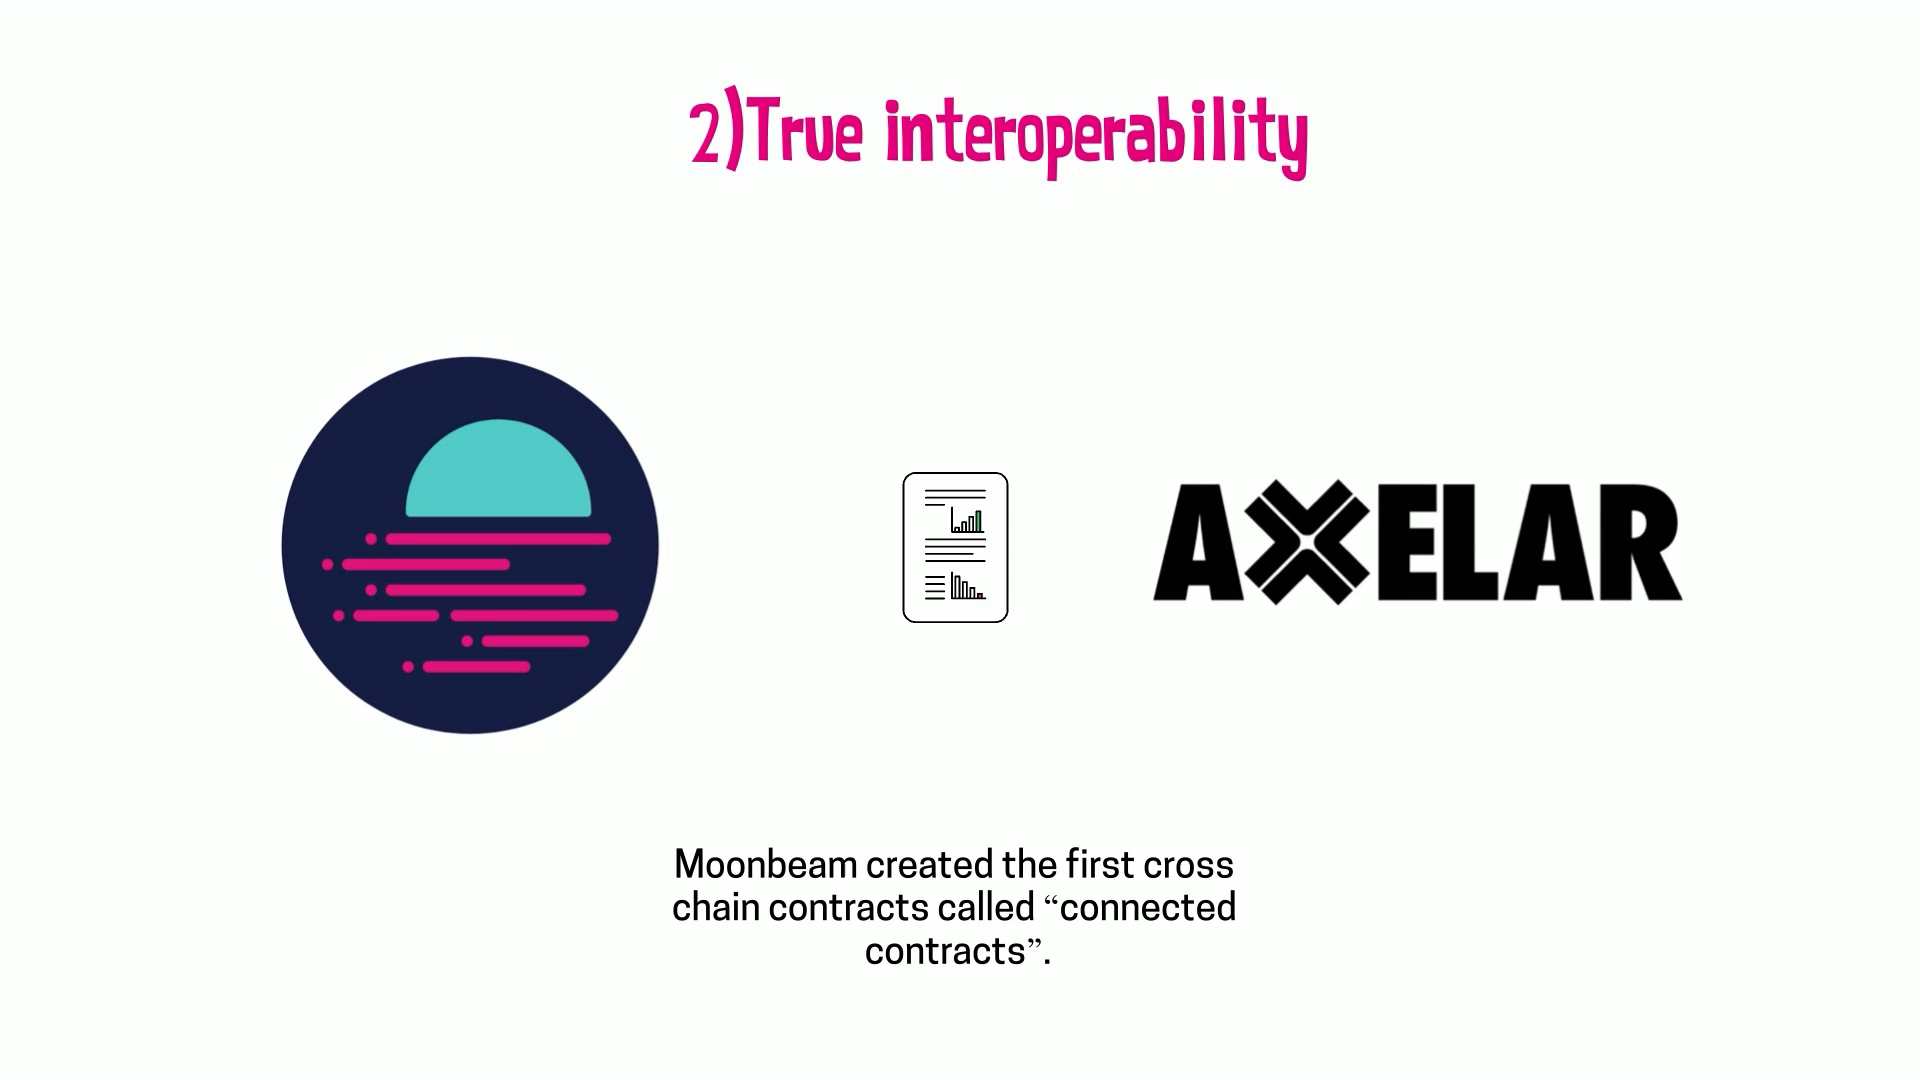 2)True interoperability
AXELAR
Moonbeam created the first cross
chain contracts called “connected
contracts”.